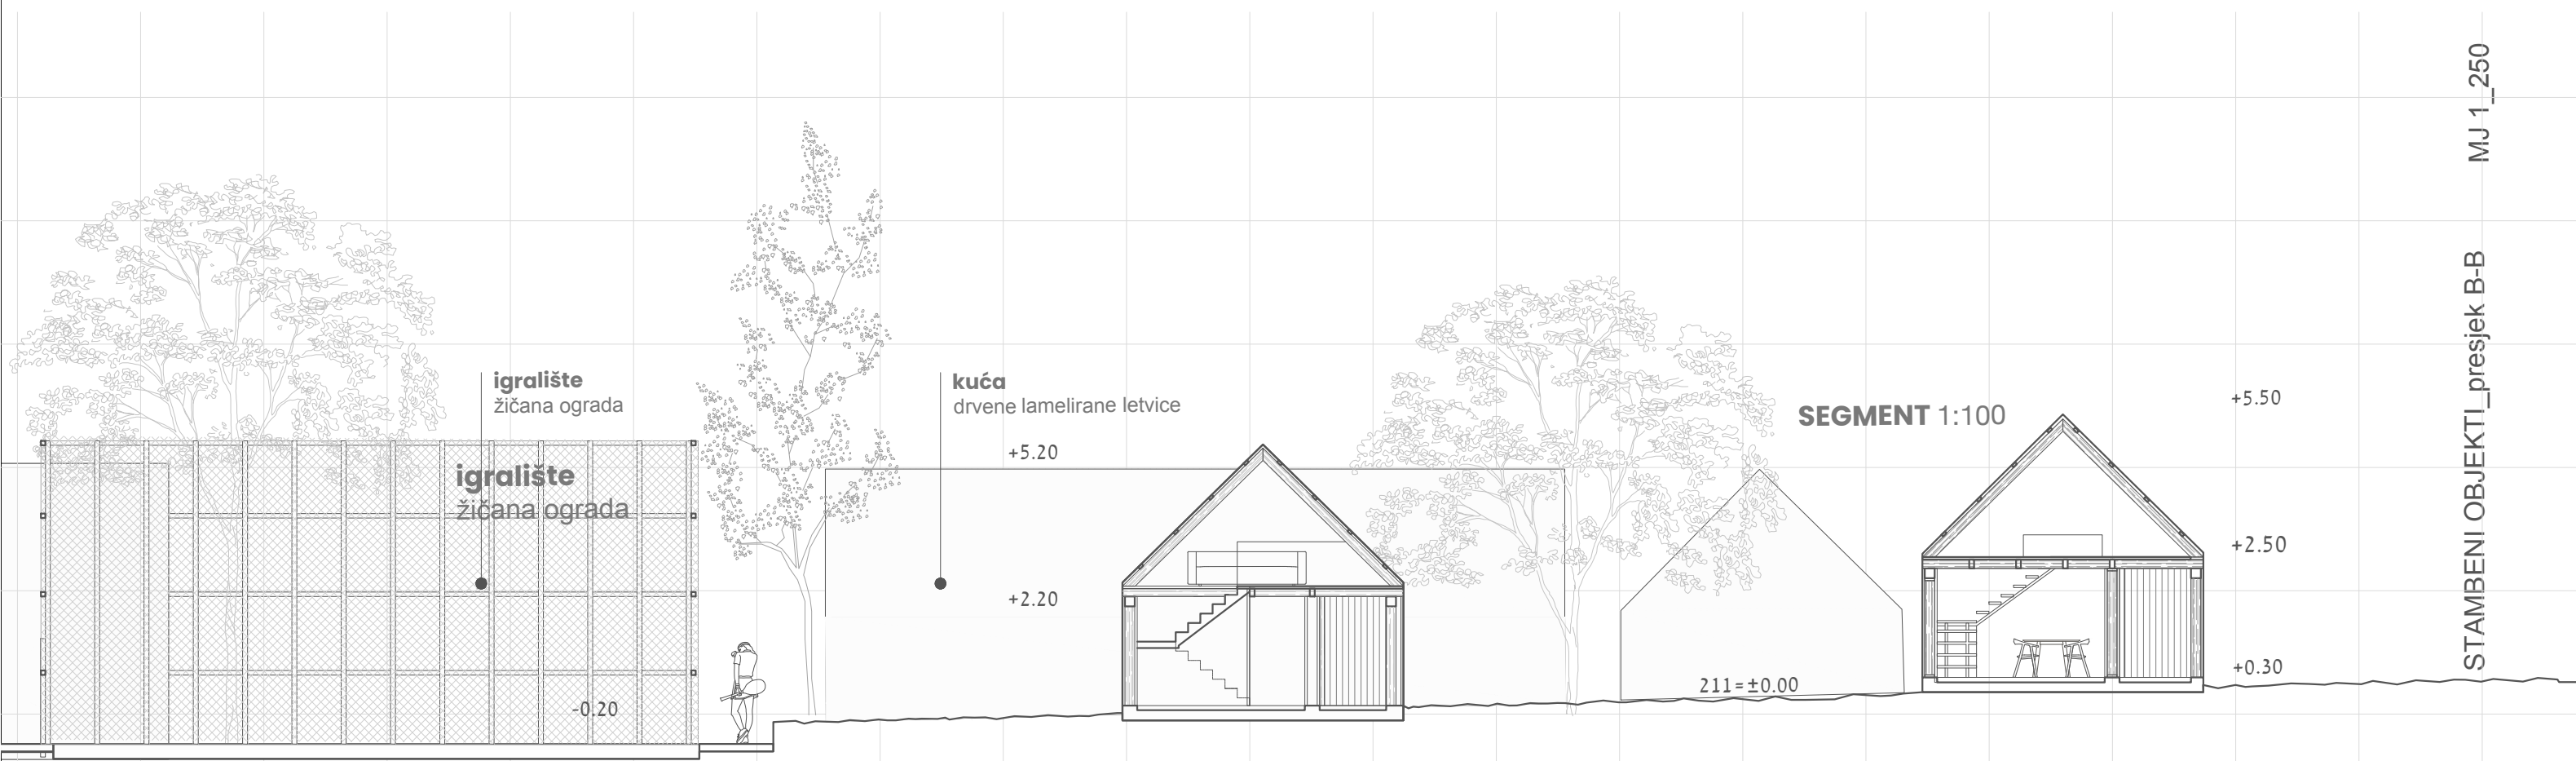 igralište
žičana ograda
igralište
žičana ograda
-0.20
kuća
drvene lamelirane letvice
+5.20
+2.20
SEGMENT 1:100
211=±0.00
+5.50
+2.50
+0.30
STAMBENI OBJEKTI_presjek B-B
MJ 1_250